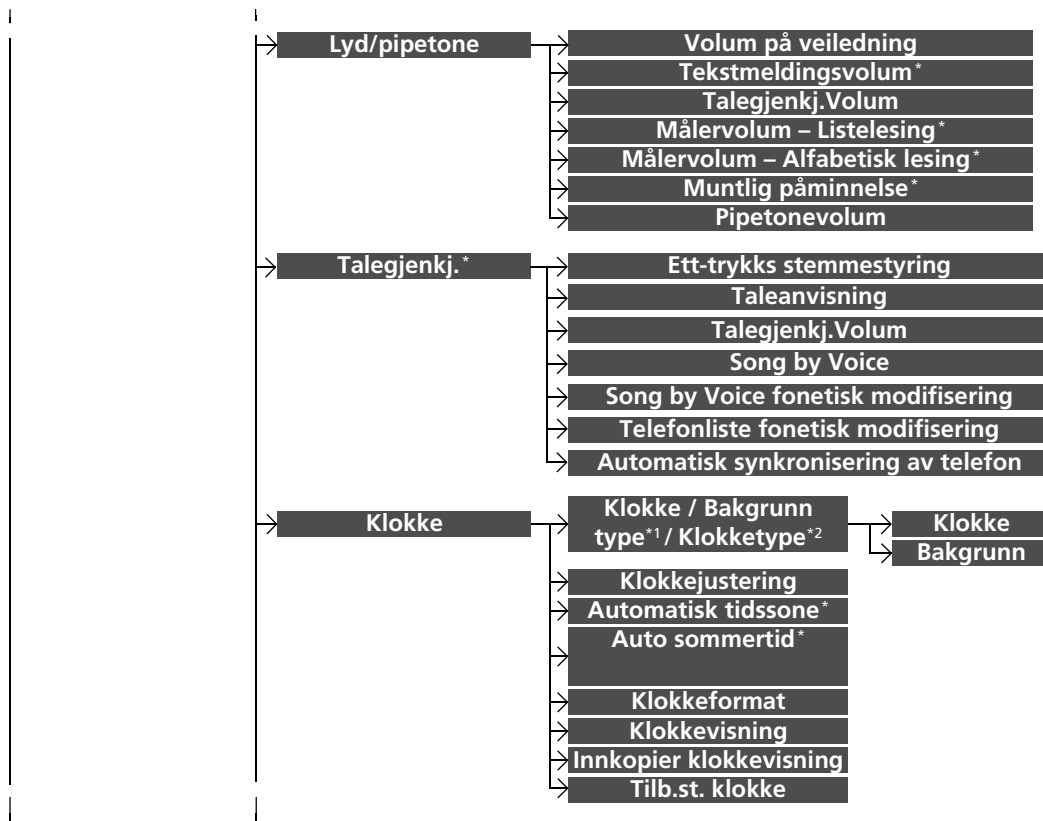 Lyd/pipetone
Volum på veiledning
Tekstmeldingsvolum*
Talegjenkj.Volum
Målervolum – Listelesing*
Målervolum – Alfabetisk lesing*
Muntlig påminnelse*
Pipetonevolum
Talegjenkj.*
Ett-trykks stemmestyring
Taleanvisning
Talegjenkj.Volum
Song by Voice
Song by Voice fonetisk modifisering
Telefonliste fonetisk modifisering
Automatisk synkronisering av telefon
Klokke
Klokke / Bakgrunn
type*1 / Klokketype*2
Klokke
Bakgrunn
Klokkejustering
Automatisk tidssone*
Auto sommertid*
Klokkeformat
Klokkevisning
Innkopier klokkevisning
Tilb.st. klokke